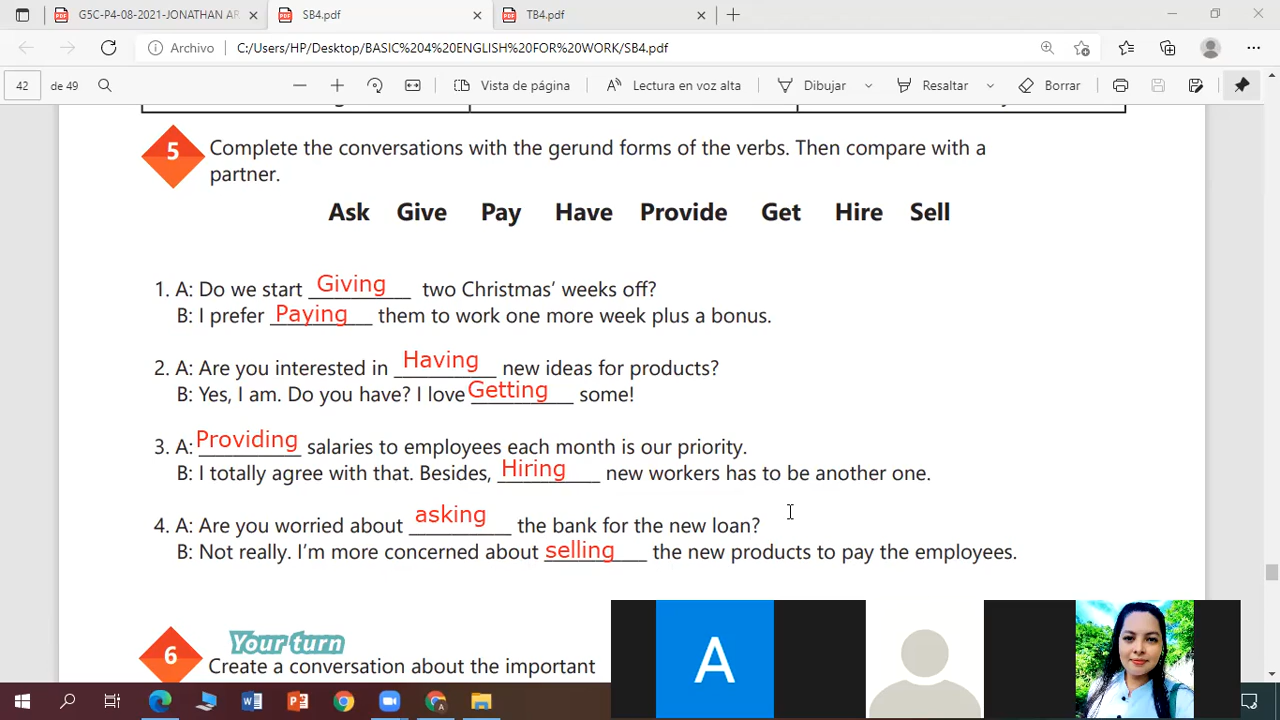 G5C-P4-08-2021-JONATHAN AR
SB4.pdf
TB4.pdf
Archivo
C:/Users/HP/Desktop/BASIC%204%20ENGLISH%20FOR%20WORK/SB4.pdf
42 de 49
Vista de página
Lectura en voz alta
Dibujar
Resaltar
Borrar
5
Complete the conversations with the gerund forms of the verbs. Then compare with a
partner.
Ask Give Pay Have Provide Get Hire Sell
1. A: Do we start Giving two Christmas’ weeks off?
B: I prefer Paying them to work one more week plus a bonus.
2. A: Are you interested in Having new ideas for products?
B: Yes, I am. Do you have? I love Getting some!
3. A: Providing salaries to employees each month is our priority.
B: I totally agree with that. Besides, Hiring new workers has to be another one.
4. A: Are you worried about asking the bank for the new loan?
B: Not really. I’m more concerned about selling the new products to pay the employees.
6
Your turn
Create a conversation about the important
A